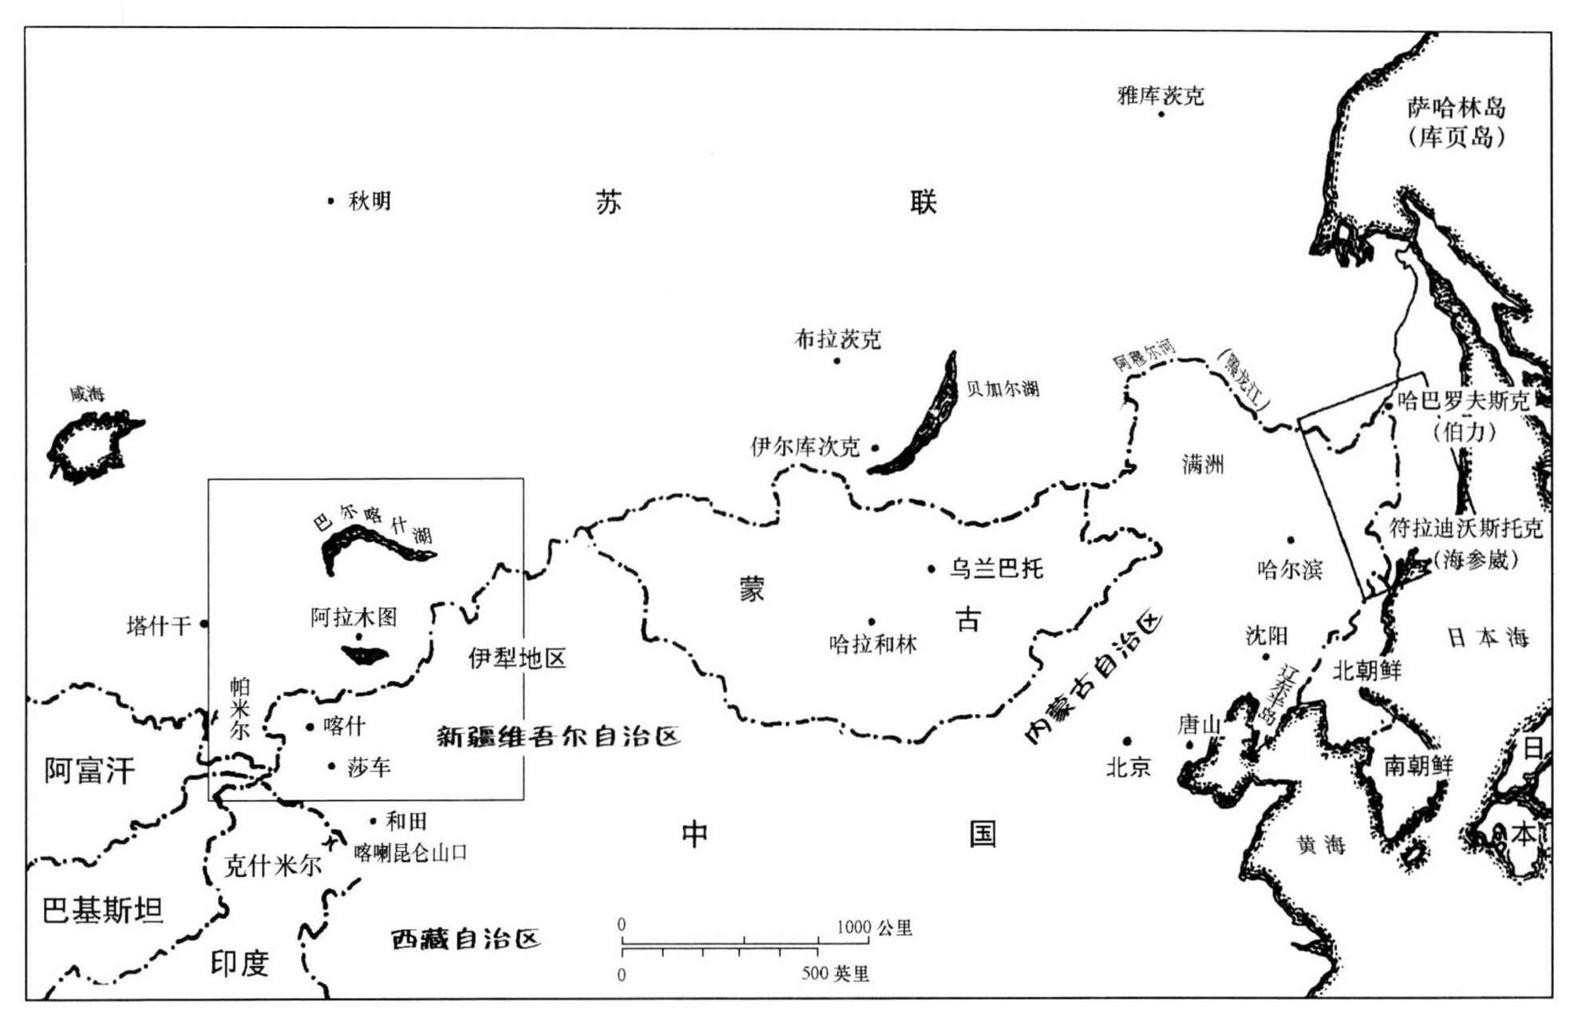 雅库茨克
萨哈林岛
(库页岛)
秋明
苏 联
布拉茨克
阿穆尔河
(黑龙江)
贝加尔湖
咸海
哈巴罗夫斯克
(伯力)
伊尔库次克
满洲
巴尔喀什湖
符拉迪沃斯托克
(海参崴)
乌兰巴托
哈尔滨
蒙
古
阿拉木图
塔什干
哈拉和林
沈阳
日本海
伊犁地区
内蒙古自治区
北朝鲜
辽东半岛
帕米尔
喀什
新疆维吾尔自治区
唐山
北京
阿富汗
莎车
南朝鲜
日
本
和田
中 国
黄海
喀喇昆仑山口
克什米尔
巴基斯坦
西藏自治区
印度
0 1000公里
0 500英里